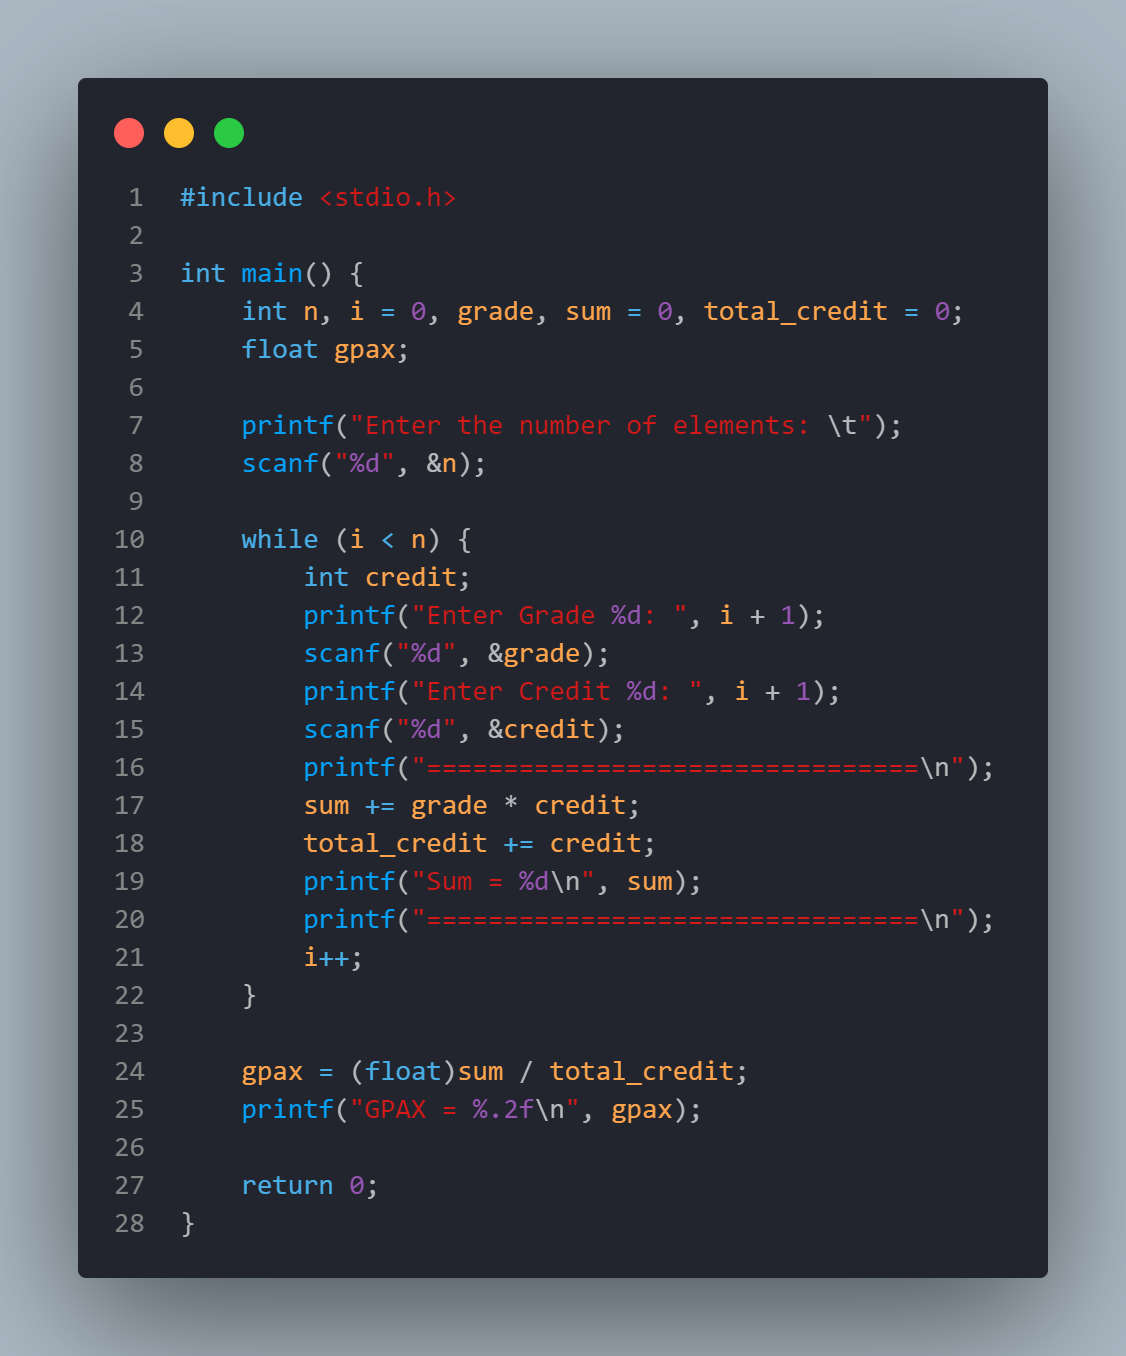 1 #include <stdio.h>
2
3 int main() {
4     int n, i = 0, grade, sum = 0, total_credit = 0;
5     float gpax;
6
7     printf("Enter the number of elements: \t");
8     scanf("%d", &n);
9
10     while (i < n) {
11         int credit;
12         printf("Enter Grade %d: ", i + 1);
13         scanf("%d", &grade);
14         printf("Enter Credit %d: ", i + 1);
15         scanf("%d", &credit);
16         printf("================================\n");
17         sum += grade * credit;
18         total_credit += credit;
19         printf("Sum = %d\n", sum);
20         printf("================================\n");
21         i++;
22     }
23
24     gpax = (float)sum / total_credit;
25     printf("GPAX = %.2f\n", gpax);
26
27     return 0;
28 }